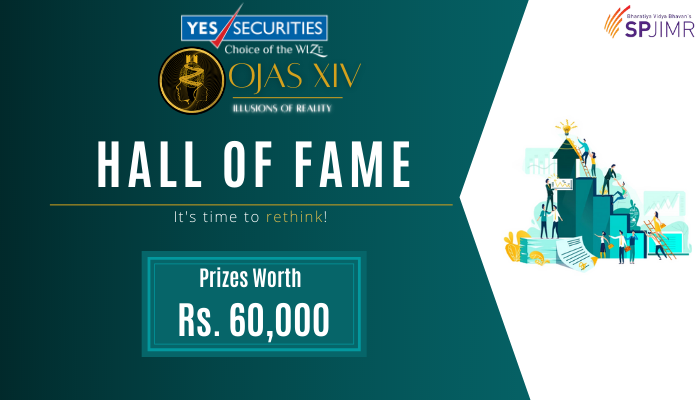 YES SECURITIES
Choice of the WIZE
OJAS XIV
ILLUSIONS OF REALITY
Bharatiya Vidya Bhavan's
SPJIMR
HALL OF FAME
It's time to rethink!
Prizes Worth
Rs. 60,000